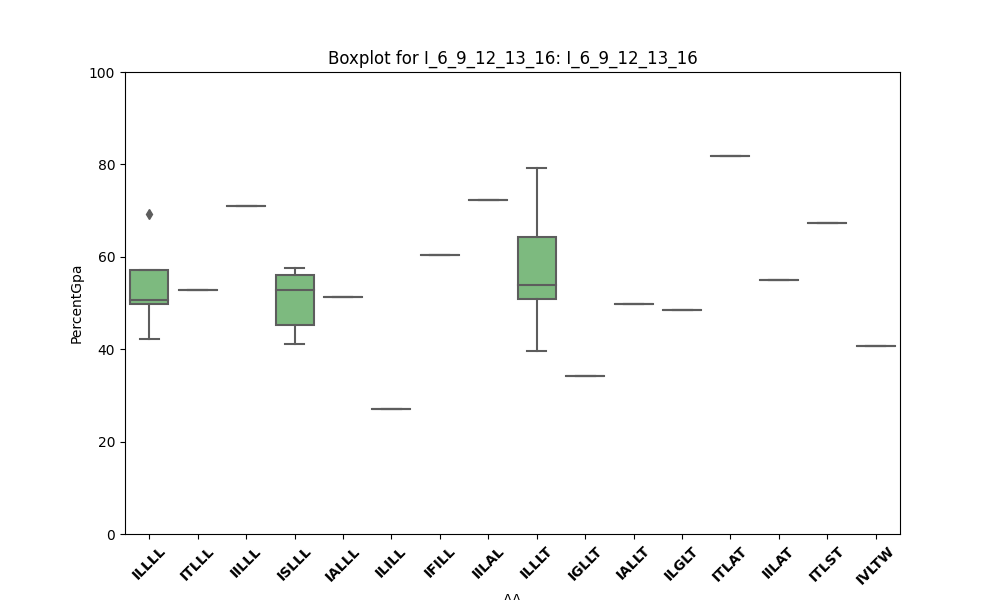 Boxplot for I_6_9_12_13_16: I_6_9_12_13_16
100
80
60
40
20
0
PercentGpa
ILLLL ITLLL IILLL ISLLL IALLL ILILL IFILL IILAL ILLLT IGLLT IALLT ILGLT ITLAT IILAT ITLST IVLTW
AA